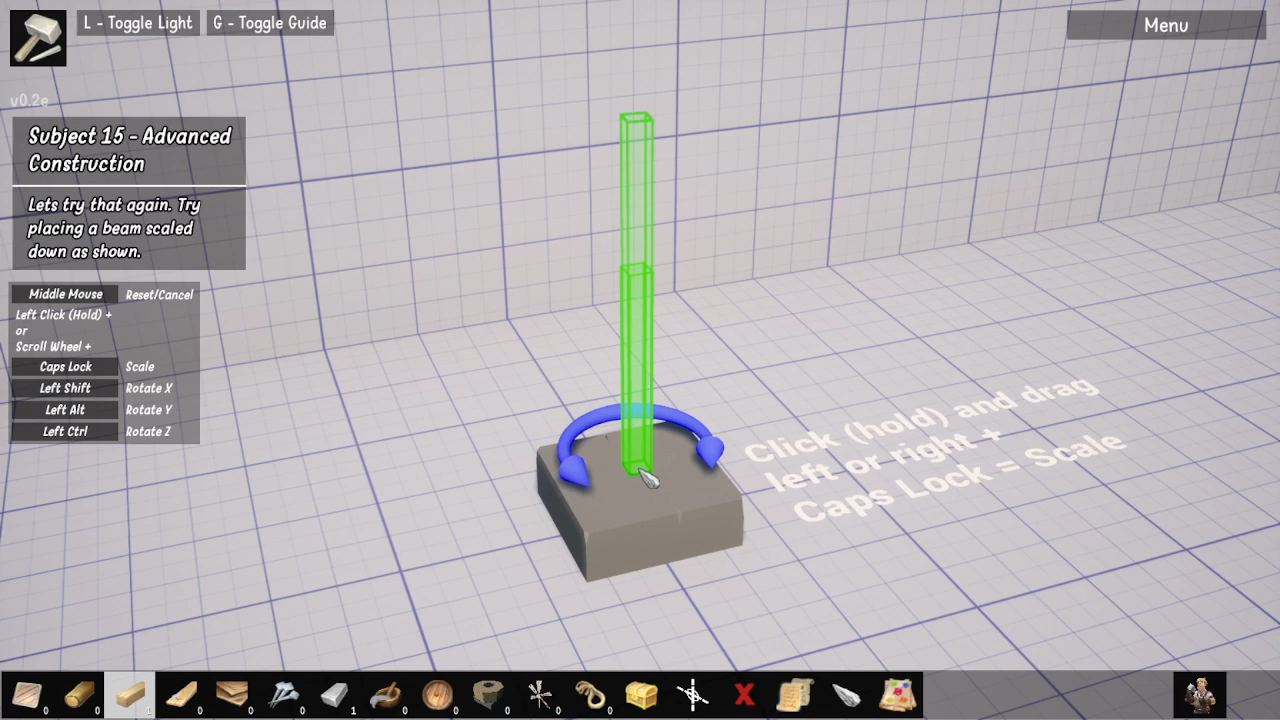 L - Toggle Light
G - Toggle Guide
Menu
v0.2e
Subject 15 - Advanced
Construction
Lets try that again. Try
placing a beam scaled
down as shown.
Middle Mouse Reset/Cancel
Left Click (Hold) +
or
Scroll Wheel +
Caps Lock Scale
Left Shift Rotate X
Left Alt Rotate Y
Left Ctrl Rotate Z
Click (hold) and drag
left or right +
Caps Lock = Scale
0 0 1 0 0 0 1 0 0 0 0 0